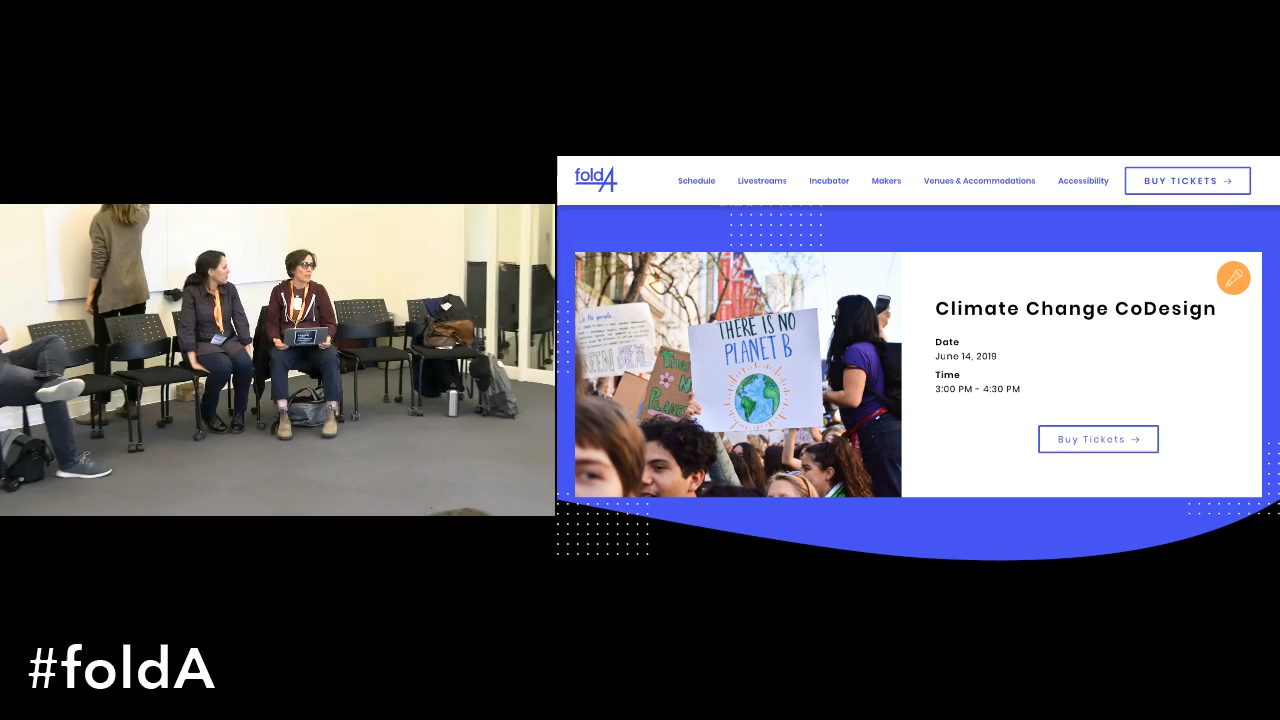 foldA
Schedule
Livestreams
Incubator
Makers
Venues & Accommodations
Accessibility
BUY TICKETS →
Climate Change CoDesign
Date
June 14, 2019
Time
3:00 PM - 4:30 PM
Buy Tickets →
THERE IS NO
PLANET B
#foldA